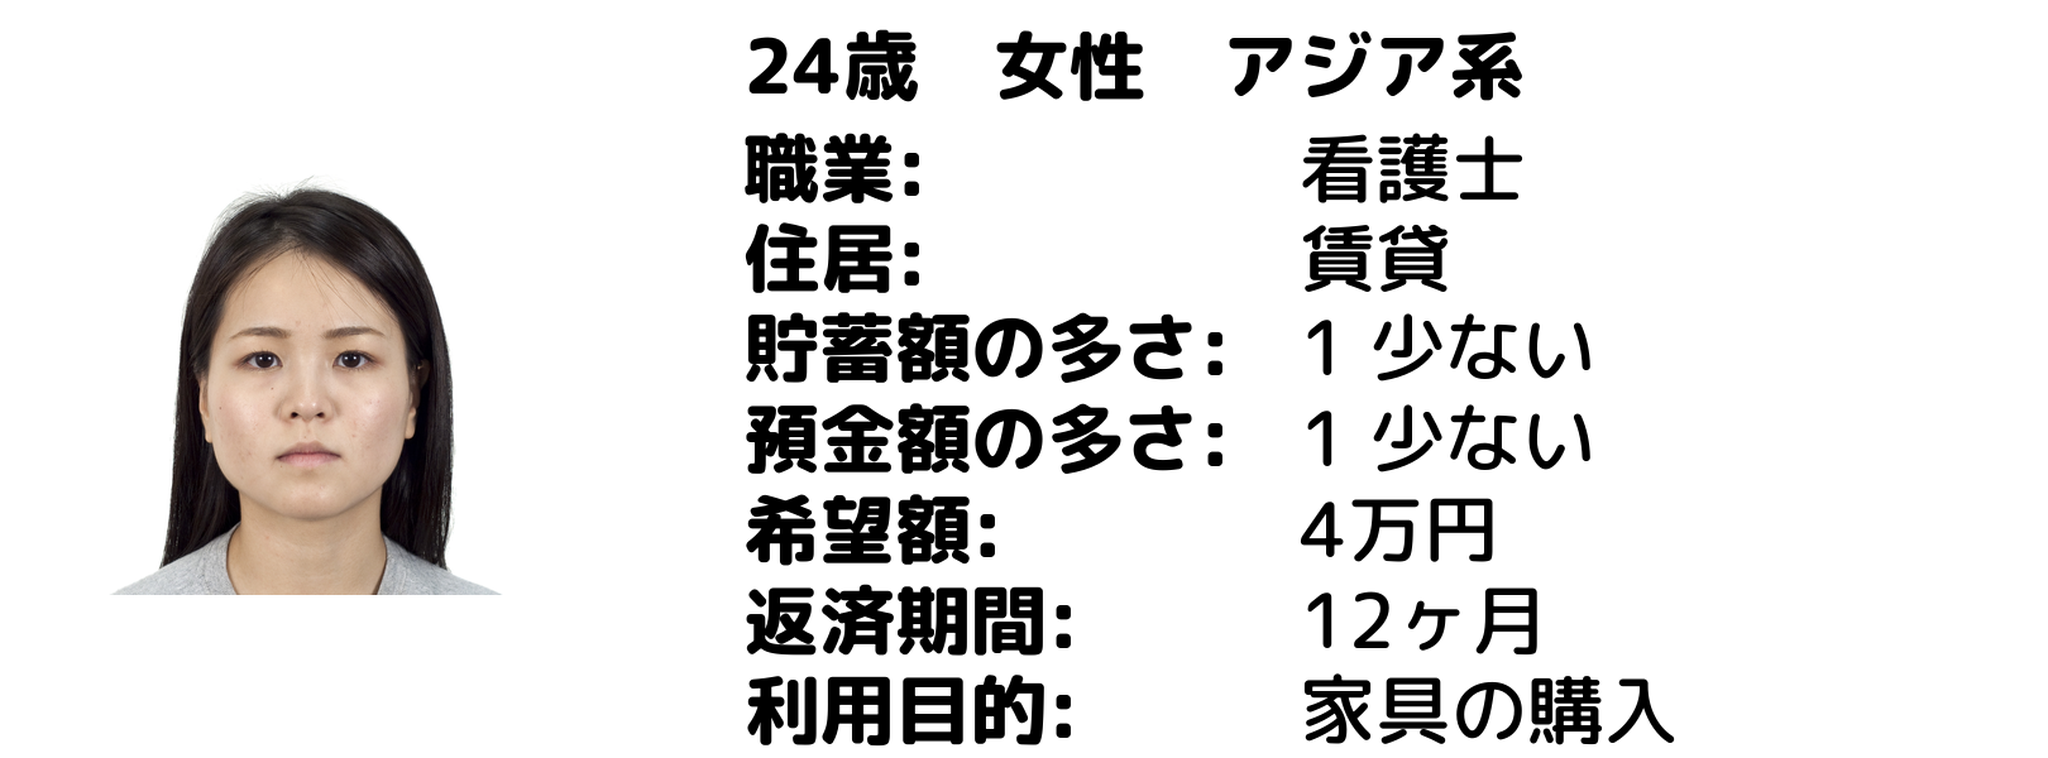 24歳　女性　アジア系
職業:　看護士
住居:　賃貸
貯蓄額の多さ:　1 少ない
預金額の多さ:　1 少ない
希望額:　4万円
返済期間:　12ヶ月
利用目的:　家具の購入